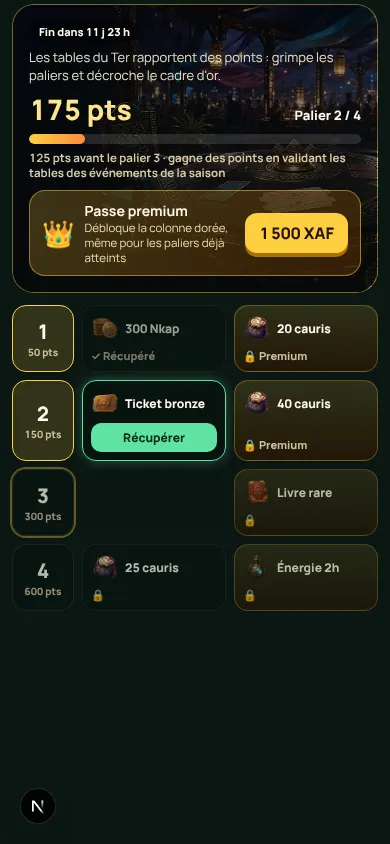 Fin dans 11 j 23 h
Les tables du Ter rapportent des points : grimpe les
paliers et décroche le cadre d'or.
175 pts
Palier 2 / 4
125 pts avant le palier 3 · gagne des points en validant les
tables des événements de la saison
Passe premium
Débloque la colonne dorée,
même pour les paliers déjà
atteints
1 500 XAF
1
50 pts
300 Nkap
✓ Récupéré
20 cauris
🔒 Premium
2
150 pts
Ticket bronze
Récupérer
40 cauris
🔒 Premium
3
300 pts
Livre rare
🔒
4
600 pts
25 cauris
🔒
Énergie 2h
🔒
N